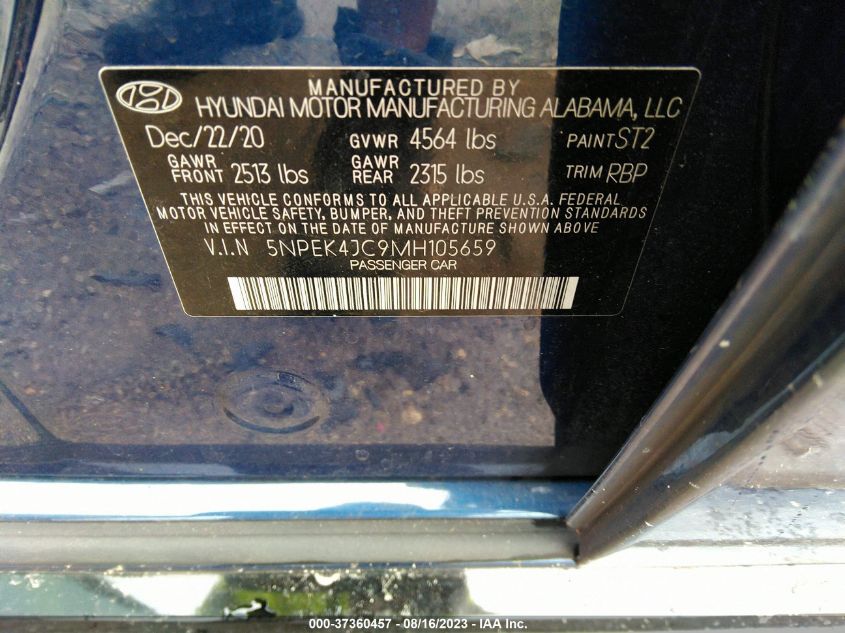 MANUFACTURED BY
HYUNDAI MOTOR MANUFACTURING ALABAMA, LLC
Dec/22/20 GVWR 4564 lbs PAINT ST2
GAWR FRONT 2513 lbs GAWR REAR 2315 lbs TRIM RBP
THIS VEHICLE CONFORMS TO ALL APPLICABLE U.S.A. FEDERAL
MOTOR VEHICLE SAFETY, BUMPER, AND THEFT PREVENTION STANDARDS
IN EFFECT ON THE DATE OF MANUFACTURE SHOWN ABOVE.
V.I.N 5NPEK4JC9MH105659
PASSENGER CAR
000-37360457 - 08/16/2023 - IAA Inc.